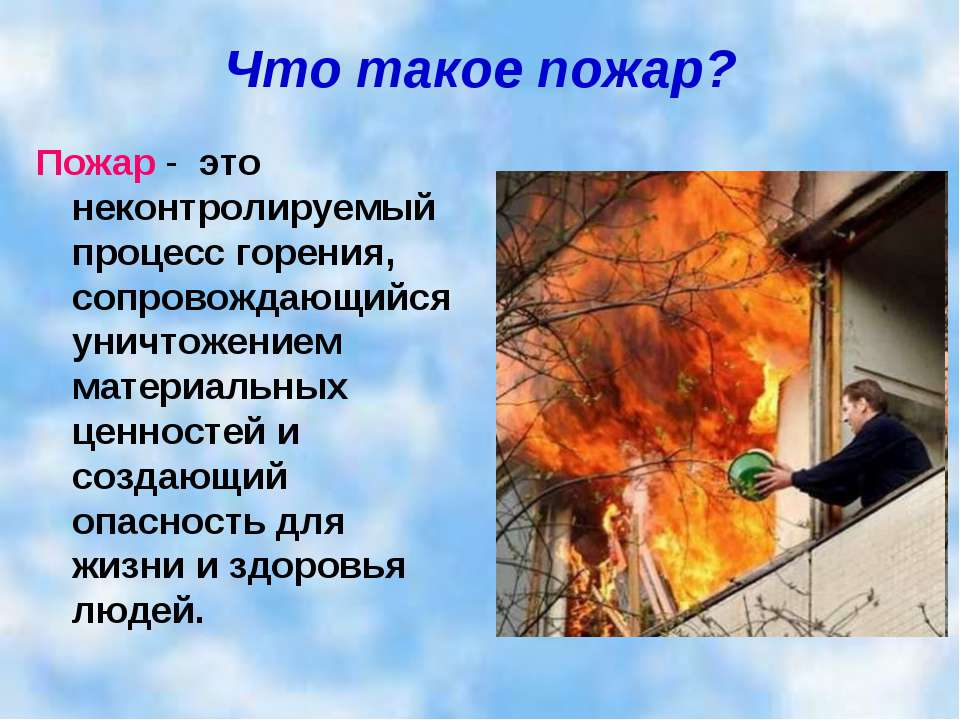 Что такое пожар?
Пожар - это
неконтролируемый
процесс горения,
сопровождающийся
уничтожением
материальных
ценностей и
создающий
опасность для
жизни и здоровья
людей.